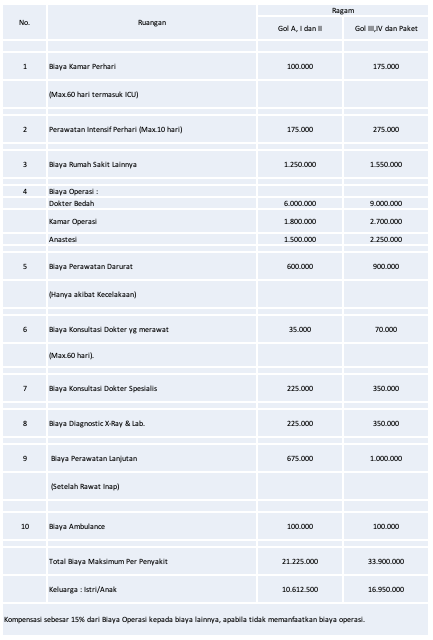 No. Ruangan Ragam
Gol A, I dan II Gol III,IV dan Paket
1 Biaya Kamar Perhari 100.000 175.000
(Max.60 hari termasuk ICU)
2 Perawatan Intensif Perhari (Max.10 hari) 175.000 275.000
3 Biaya Rumah Sakit Lainnya 1.250.000 1.550.000
4 Biaya Operasi :
Dokter Bedah 6.000.000 9.000.000
Kamar Operasi 1.800.000 2.700.000
Anastesi 1.500.000 2.250.000
5 Biaya Perawatan Darurat 600.000 900.000
(Hanya akibat Kecelakaan)
6 Biaya Konsultasi Dokter yg merawat 35.000 70.000
(Max.60 hari).
7 Biaya Konsultasi Dokter Spesialis 225.000 350.000
8 Biaya Diagnostic X-Ray & Lab. 225.000 350.000
9 Biaya Perawatan Lanjutan 675.000 1.000.000
(Setelah Rawat Inap)
10 Biaya Ambulance 100.000 100.000
Total Biaya Maksimum Per Penyakit 21.225.000 33.900.000
Keluarga : Istri/Anak 10.612.500 16.950.000
Kompensasi sebesar 15% dari Biaya Operasi kepada biaya lainnya, apabila tidak memanfaatkan biaya operasi.